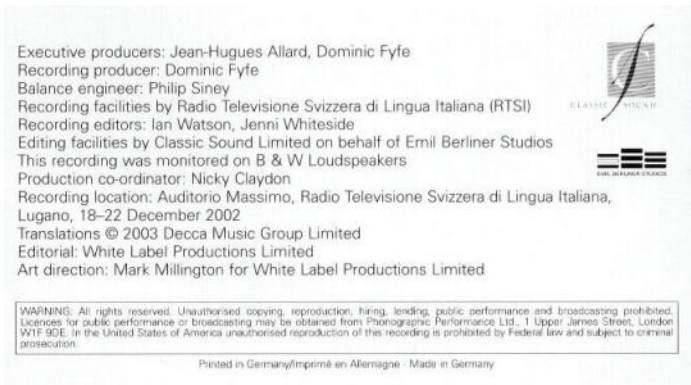 Executive producers: Jean-Hugues Allard, Dominic Fyfe
Recording producer: Dominic Fyfe
Balance engineer: Philip Siney
Recording facilities by Radio Televisione Svizzera di Lingua Italiana (RTSI)
Recording editors: Ian Watson, Jenni Whiteside
Editing facilities by Classic Sound Limited on behalf of Emil Berliner Studios
This recording was monitored on B & W Loudspeakers
Production co-ordinator: Nicky Claydon
Recording location: Auditorio Massimo, Radio Televisione Svizzera di Lingua Italiana,
Lugano, 18–22 December 2002
Translations © 2003 Decca Music Group Limited
Editorial: White Label Productions Limited
Art direction: Mark Millington for White Label Productions Limited
CLASSIC SOUND
EMIL BERLINER STUDIOS
WARNING: All rights reserved. Unauthorised copying, reproduction, hiring, lending, public performance and broadcasting prohibited.
Licences for public performance or broadcasting may be obtained from Phonographic Performance Ltd., 1 Upper James Street, London
W1F 9DE. In the United States of America unauthorised reproduction of this recording is prohibited by Federal law and subject to criminal
prosecution.
Printed in Germany/Imprimé en Allemagne · Made in Germany